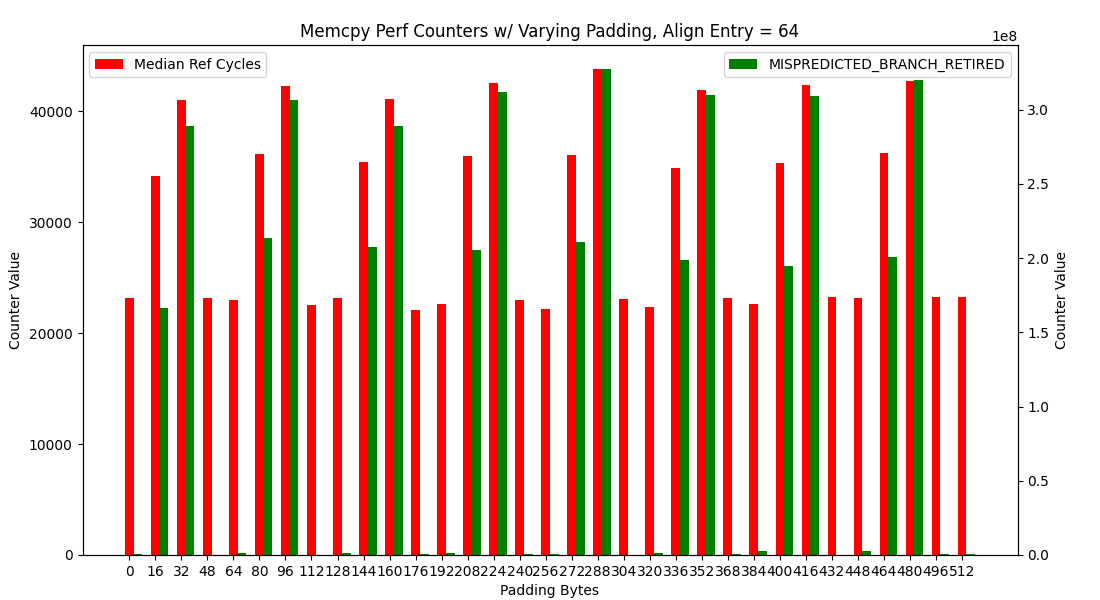 Memcpy Perf Counters w/ Varying Padding, Align Entry = 64
1e8
Median Ref Cycles
MISPREDICTED_BRANCH_RETIRED
40000
30000
20000
10000
0
Counter Value
3.0
2.5
2.0
1.5
1.0
0.5
0.0
Counter Value
0 16 32 48 64 80 96 112 128 144 160 176 192 208 224 240 256 272 288 304 320 336 352 368 384 400 416 432 448 464 480 496 512
Padding Bytes